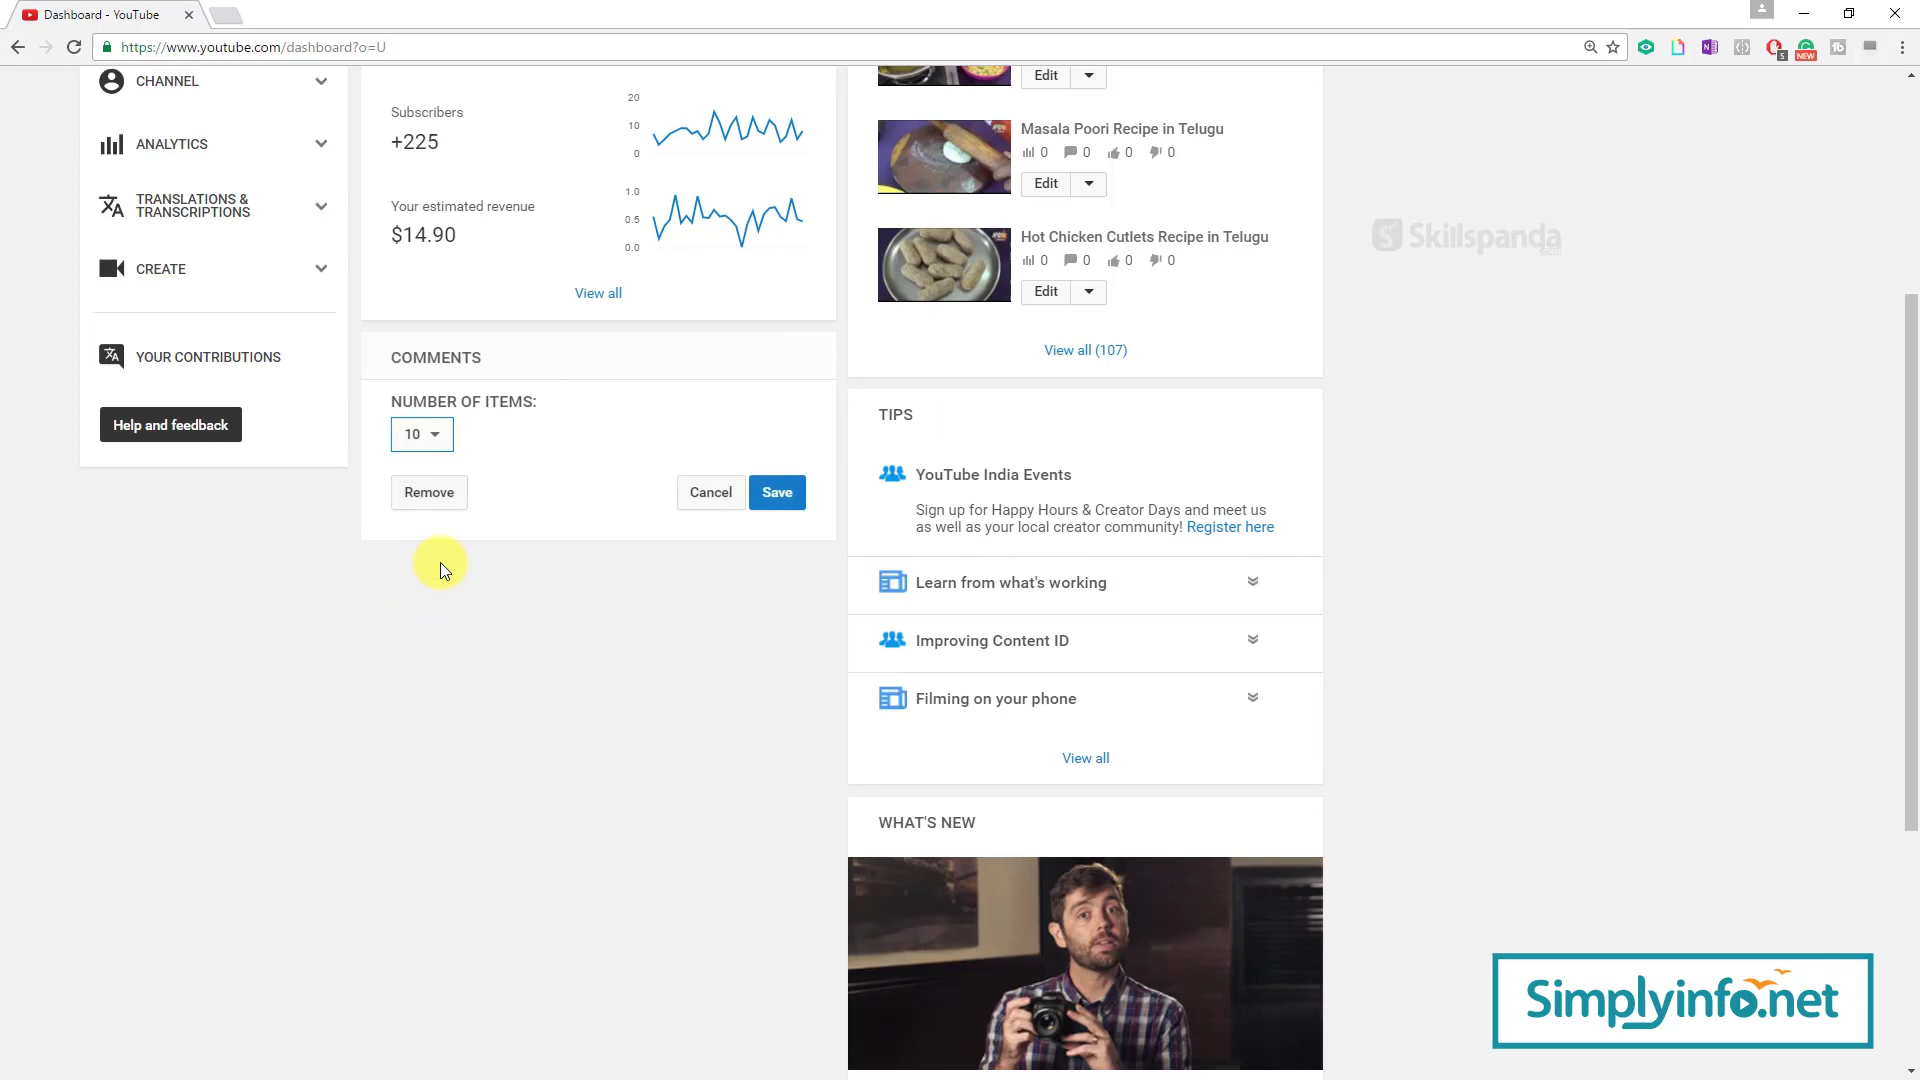 Dashboard - YouTube
https://www.youtube.com/dashboard?o=U
5
NEW
CHANNEL
ANALYTICS
TRANSLATIONS &
TRANSCRIPTIONS
CREATE
YOUR CONTRIBUTIONS
Help and feedback
Subscribers
+225
20
10
0
Your estimated revenue
$14.90
1.0
0.5
0.0
View all
COMMENTS
NUMBER OF ITEMS:
10
Remove
Cancel
Save
Edit
Masala Poori Recipe in Telugu
0 0 0 0
Edit
Hot Chicken Cutlets Recipe in Telugu
0 0 0 0
Edit
View all (107)
TIPS
YouTube India Events
Sign up for Happy Hours & Creator Days and meet us
as well as your local creator community! Register here
Learn from what's working
Improving Content ID
Filming on your phone
View all
WHAT'S NEW
Skillspanda
Simplyinfo.net